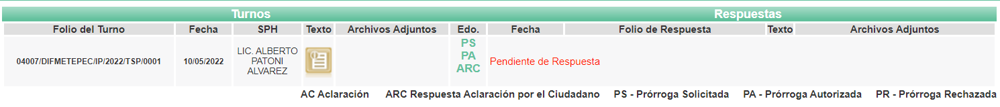 Turnos Respuestas
Folio del Turno Fecha SPH Texto Archivos Adjuntos Edo. Fecha Folio de Respuesta Texto Archivos Adjuntos
04007/DIFMETEPEC/IP/2022/TSP/0001 10/05/2022 LIC. ALBERTO PATONI ALVAREZ PS PA ARC Pendiente de Respuesta
AC Aclaración ARC Respuesta Aclaración por el Ciudadano PS - Prórroga Solicitada PA - Prórroga Autorizada PR - Prórroga Rechazada